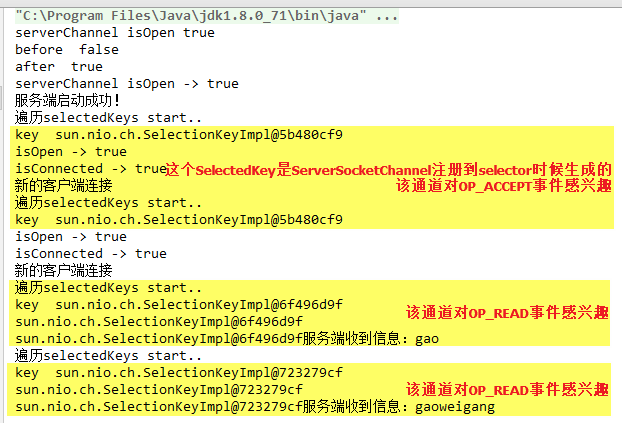 "C:\Program Files\Java\jdk1.8.0_71\bin\java" ...
serverChannel isOpen true
before  false
after  true
serverChannel isOpen -> true
服务端启动成功！
遍历selectedKeys start..
key  sun.nio.ch.SelectionKeyImpl@5b480cf9
isOpen -> true
isConnected -> true这个SelectedKey是ServerSocketChannel注册到selector时候生成的
新的客户端连接 该通道对OP_ACCEPT事件感兴趣
遍历selectedKeys start..
key  sun.nio.ch.SelectionKeyImpl@5b480cf9
isOpen -> true
isConnected -> true
新的客户端连接
遍历selectedKeys start..
key  sun.nio.ch.SelectionKeyImpl@6f496d9f
sun.nio.ch.SelectionKeyImpl@6f496d9f 该通道对OP_READ事件感兴趣
sun.nio.ch.SelectionKeyImpl@6f496d9f服务端收到信息：gao
遍历selectedKeys start..
key  sun.nio.ch.SelectionKeyImpl@723279cf
sun.nio.ch.SelectionKeyImpl@723279cf 该通道对OP_READ事件感兴趣
sun.nio.ch.SelectionKeyImpl@723279cf服务端收到信息：gaoweigang